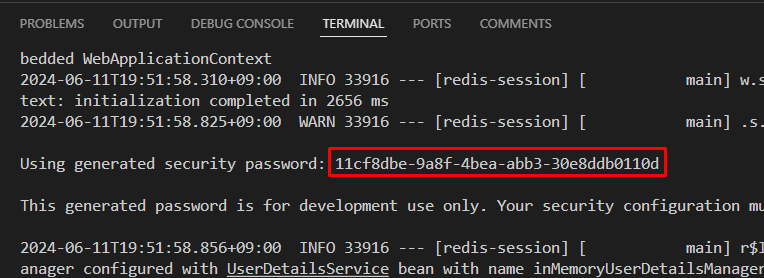 PROBLEMS OUTPUT DEBUG CONSOLE TERMINAL PORTS COMMENTS
bedded WebApplicationContext
2024-06-11T19:51:58.310+09:00  INFO 33916 --- [redis-session] [           main] w.s
text: initialization completed in 2656 ms
2024-06-11T19:51:58.825+09:00  WARN 33916 --- [redis-session] [           main] .s.
Using generated security password: 11cf8dbe-9a8f-4bea-abb3-30e8ddb0110d
This generated password is for development use only. Your security configuration mu
2024-06-11T19:51:58.856+09:00  INFO 33916 --- [redis-session] [           main] r$I
anager configured with UserDetailsService bean with name inMemoryUserDetailsManager